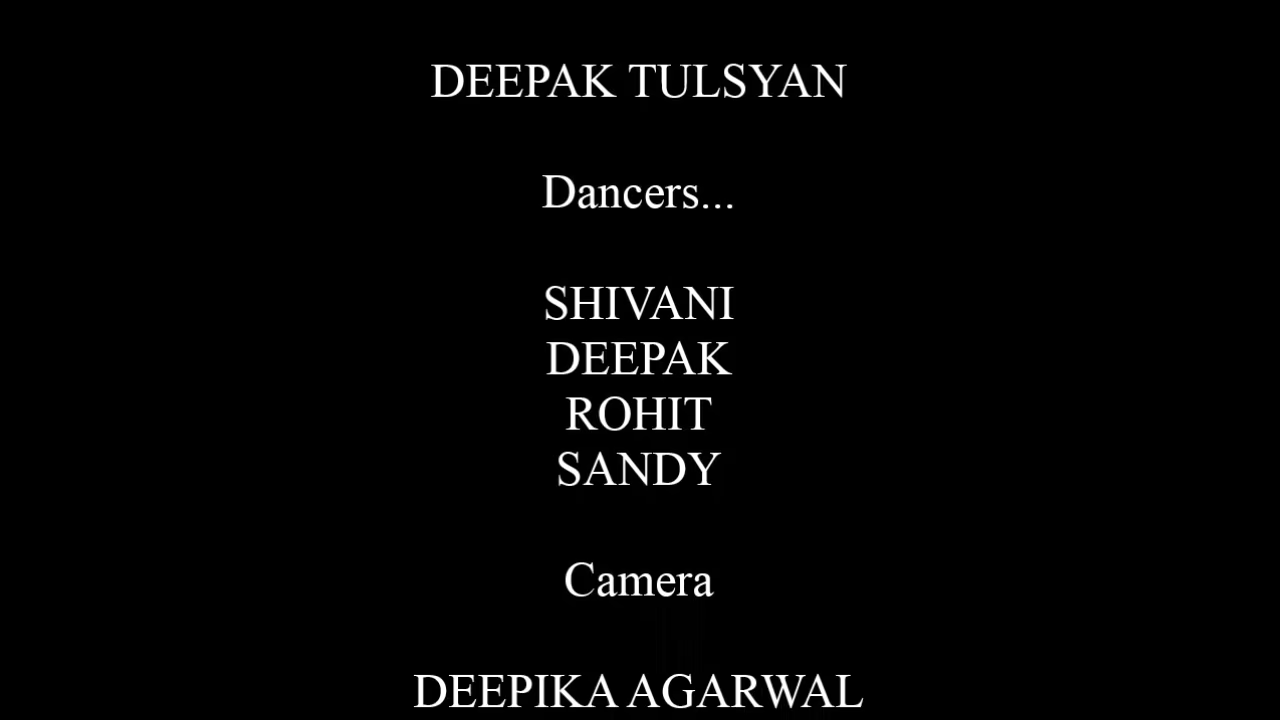 DEEPAK TULSYAN
Dancers...
SHIVANI
DEEPAK
ROHIT
SANDY
Camera
DEEPIKA AGARWAL